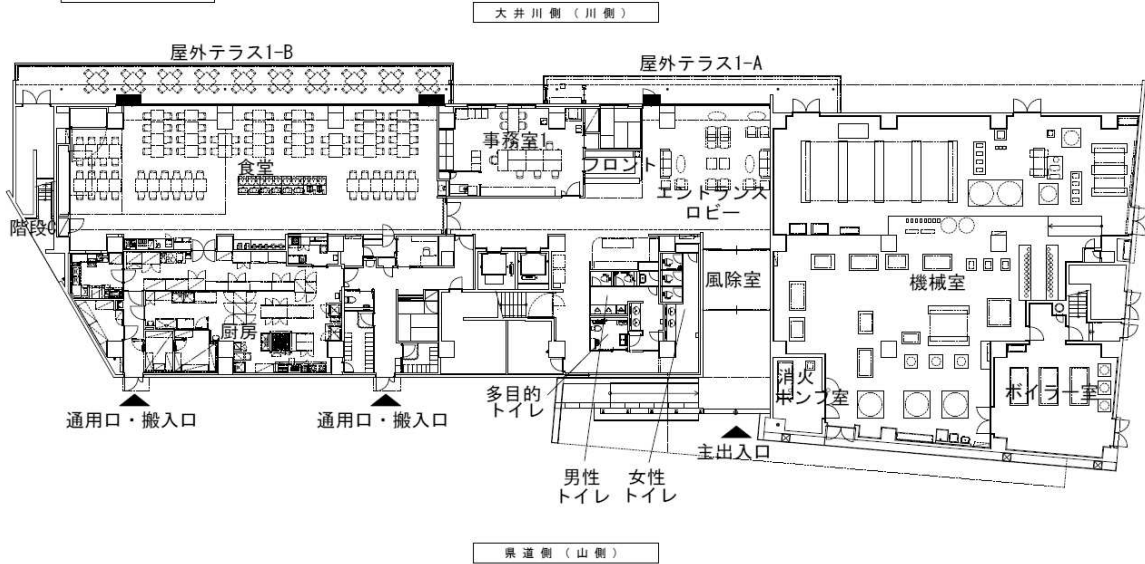 大井川側（川側）
屋外テラス1-B
屋外テラス1-A
事務室1
食堂
フロント
エントランス
ロビー
階段C
風除室
機械室
厨房
消火
ポンプ室
ボイラー室
多目的
トイレ
通用口・搬入口
通用口・搬入口
主出入口
男性
トイレ
女性
トイレ
県道側（山側）